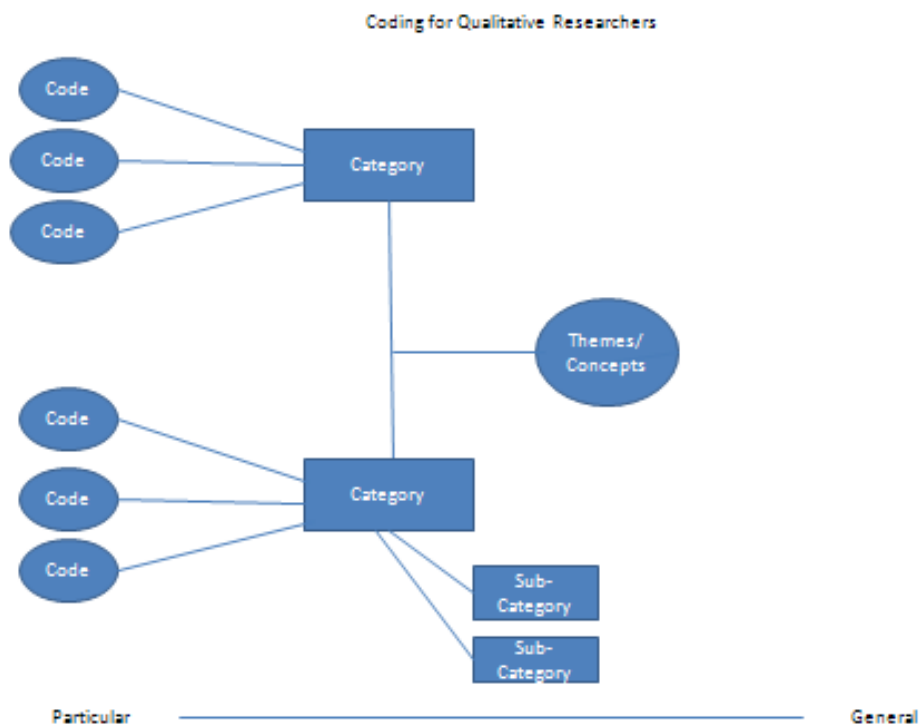 Coding for Qualitative Researchers
Code
Code
Code
Category
Themes/
Concepts
Code
Code
Code
Category
Sub-
Category
Sub-
Category
Particular
General